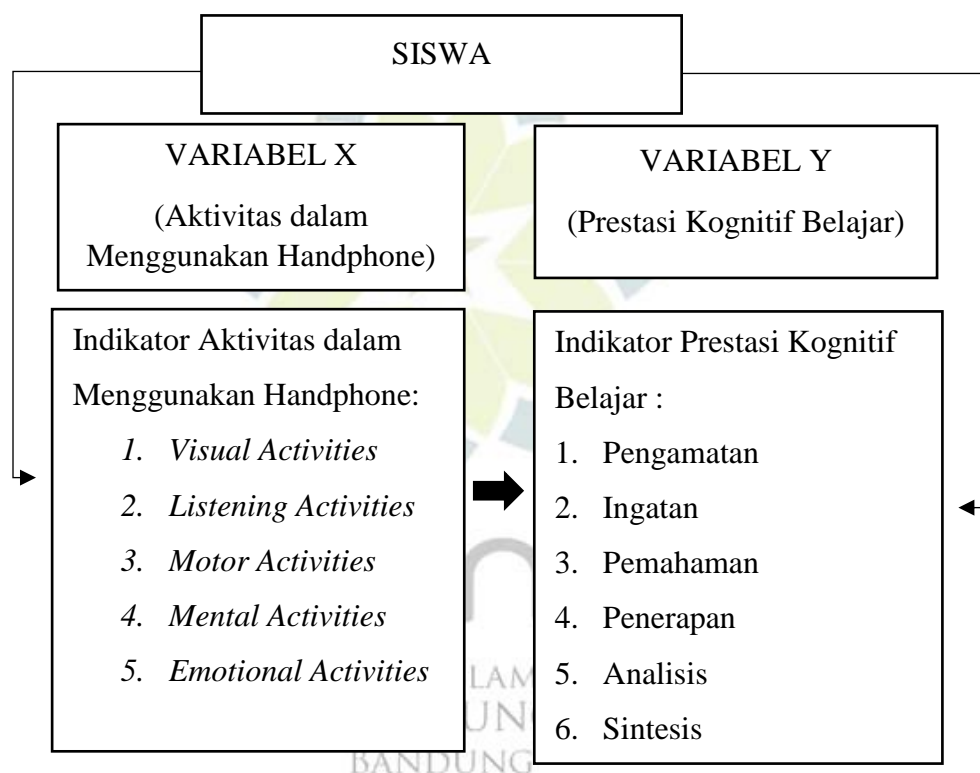 SISWA
VARIABEL X
(Aktivitas dalam
Menggunakan Handphone)
VARIABEL Y
(Prestasi Kognitif Belajar)
Indikator Aktivitas dalam
Menggunakan Handphone:
1. Visual Activities
2. Listening Activities
3. Motor Activities
4. Mental Activities
5. Emotional Activities
Indikator Prestasi Kognitif
Belajar :
1. Pengamatan
2. Ingatan
3. Pemahaman
4. Penerapan
5. Analisis
6. Sintesis
BANDUNG